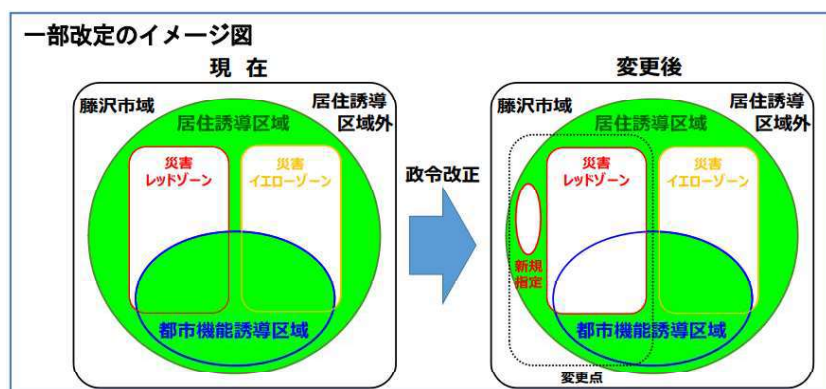 一部改定のイメージ図
現 在
藤沢市域
居住誘導
区域外
居住誘導区域
災害
レッドゾーン
災害
イエローゾーン
都市機能誘導区域
政令改正
変更後
藤沢市域
居住誘導
区域外
居住誘導区域
災害
レッドゾーン
災害
イエローゾーン
新規
指定
都市機能誘導区域
変更点